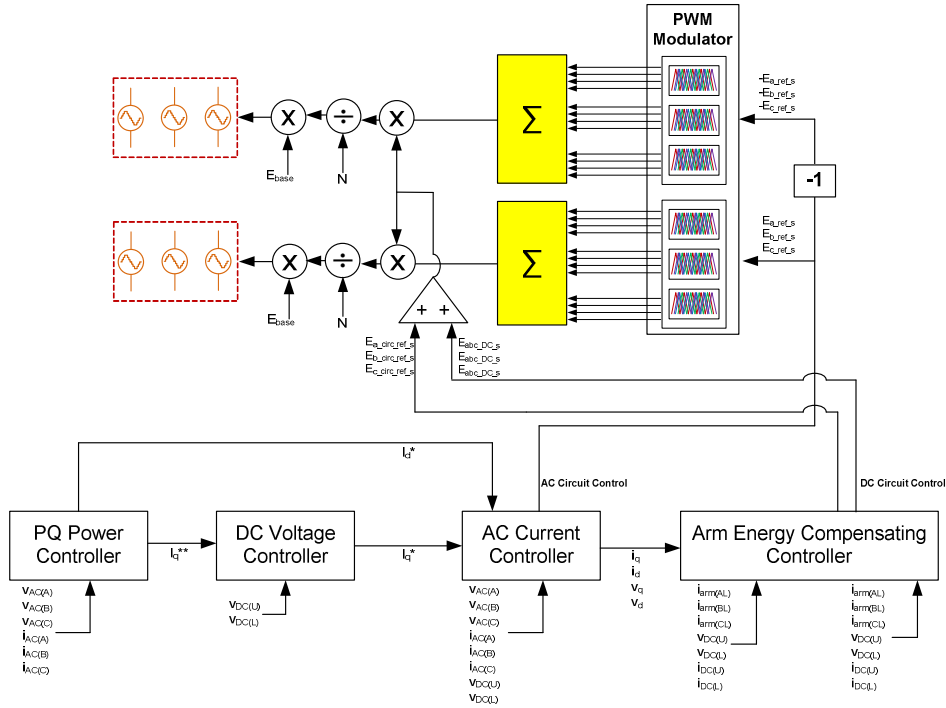 PWM
Modulator
-Ea_ref_s
-Eb_ref_s
-Ec_ref_s
X
÷
X
Σ
Ebase
N
-1
Ea_ref_s
Eb_ref_s
Ec_ref_s
X
÷
X
Σ
Ebase
N
+ +
Ea_circ_ref_s
Eb_circ_ref_s
Ec_circ_ref_s
Eabc_DC_s
Eabc_DC_s
Eabc_DC_s
Id*
AC Circuit Control
DC Circuit Control
PQ Power
Controller
Iq**
DC Voltage
Controller
Iq*
AC Current
Controller
iq
id
vq
vd
Arm Energy Compensating
Controller
vAC(A)
vAC(B)
vAC(C)
iAC(A)
iAC(B)
iAC(C)
vDC(U)
vDC(L)
vAC(A)
vAC(B)
vAC(C)
iAC(A)
iAC(B)
iAC(C)
vDC(U)
vDC(L)
iarm(AL)
iarm(BL)
iarm(CL)
vDC(U)
vDC(L)
iDC(U)
iDC(L)
iarm(AL)
iarm(BL)
iarm(CL)
vDC(U)
vDC(L)
iDC(U)
iDC(L)